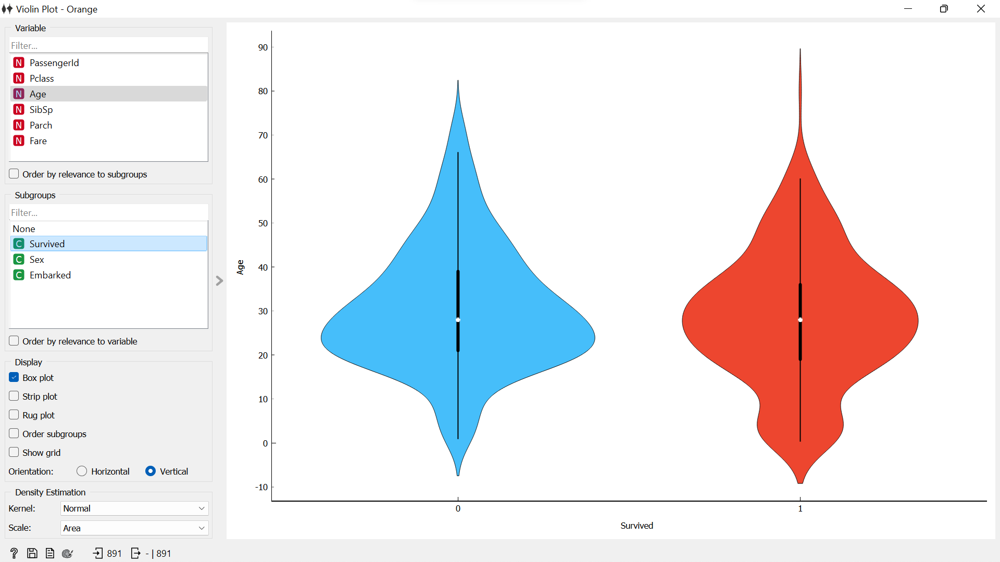 Violin Plot - Orange
Variable
Filter...
N PassengerId
N Pclass
N Age
N SibSp
N Parch
N Fare
Order by relevance to subgroups
Subgroups
Filter...
None
C Survived
C Sex
C Embarked
Order by relevance to variable
Display
Box plot
Strip plot
Rug plot
Order subgroups
Show grid
Orientation: Horizontal Vertical
Density Estimation
Kernel: Normal
Scale: Area
? 891 - | 891
Age
90
80
70
60
50
40
30
20
10
0
-10
0 1
Survived